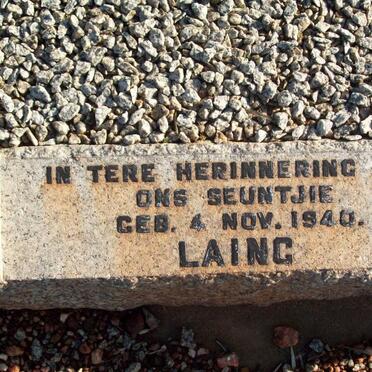 IN TERE HERINNERING
ONS SEUNTJIE
GEB. 4 NOV. 1940.
LAING